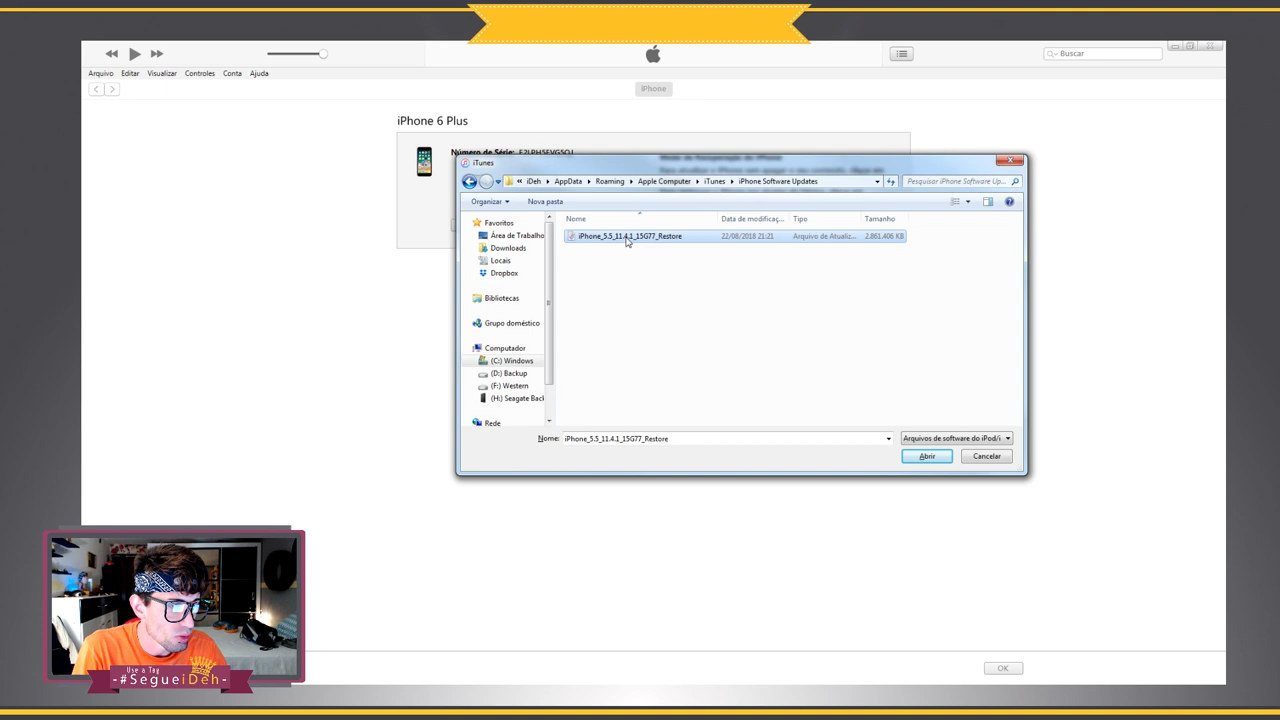 Buscar
Arquivo Editar Visualizar Controles Conta Ajuda
iPhone
iPhone 6 Plus
Número de Série:
iTunes
« iDeh AppData Roaming Apple Computer iTunes iPhone Software Updates
Pesquisar iPhone Software Up...
Organizar Nova pasta
Nome Data de modificaç... Tipo Tamanho
iPhone_5.5_11.4.1_15G77_Restore 22/08/2018 21:21 Arquivo de Atualiz... 2.861.406 KB
Favoritos
Área de Trabalho
Downloads
Locais
Dropbox
Bibliotecas
Grupo doméstico
Computador
(C:) Windows
(D:) Backup
(F:) Western
(H:) Seagate Back
Rede
Nome: iPhone_5.5_11.4.1_15G77_Restore Arquivos de software do iPod/i
Abrir Cancelar
OK
Use a Tag
-#SegueiDeh-